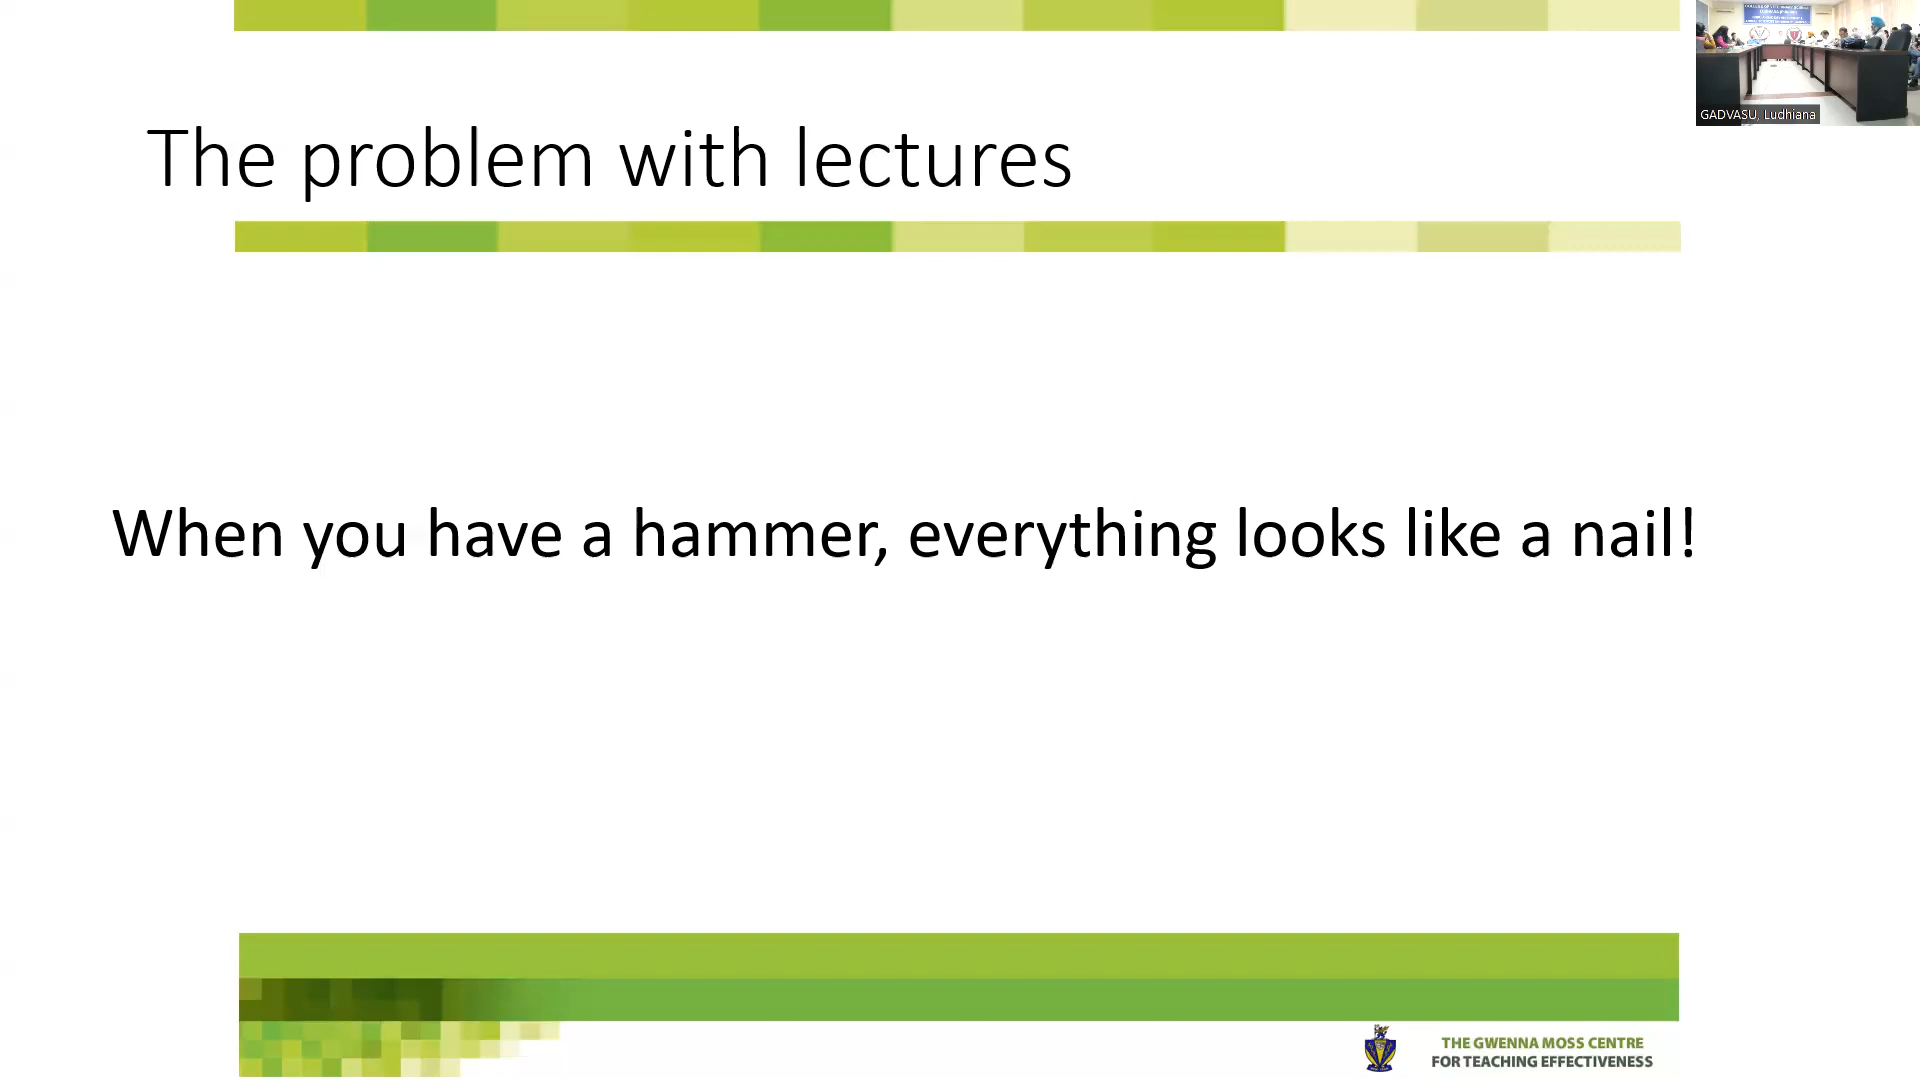 The problem with lectures
When you have a hammer, everything looks like a nail!
GADVASU, Ludhiana
THE GWENNA MOSS CENTRE
FOR TEACHING EFFECTIVENESS